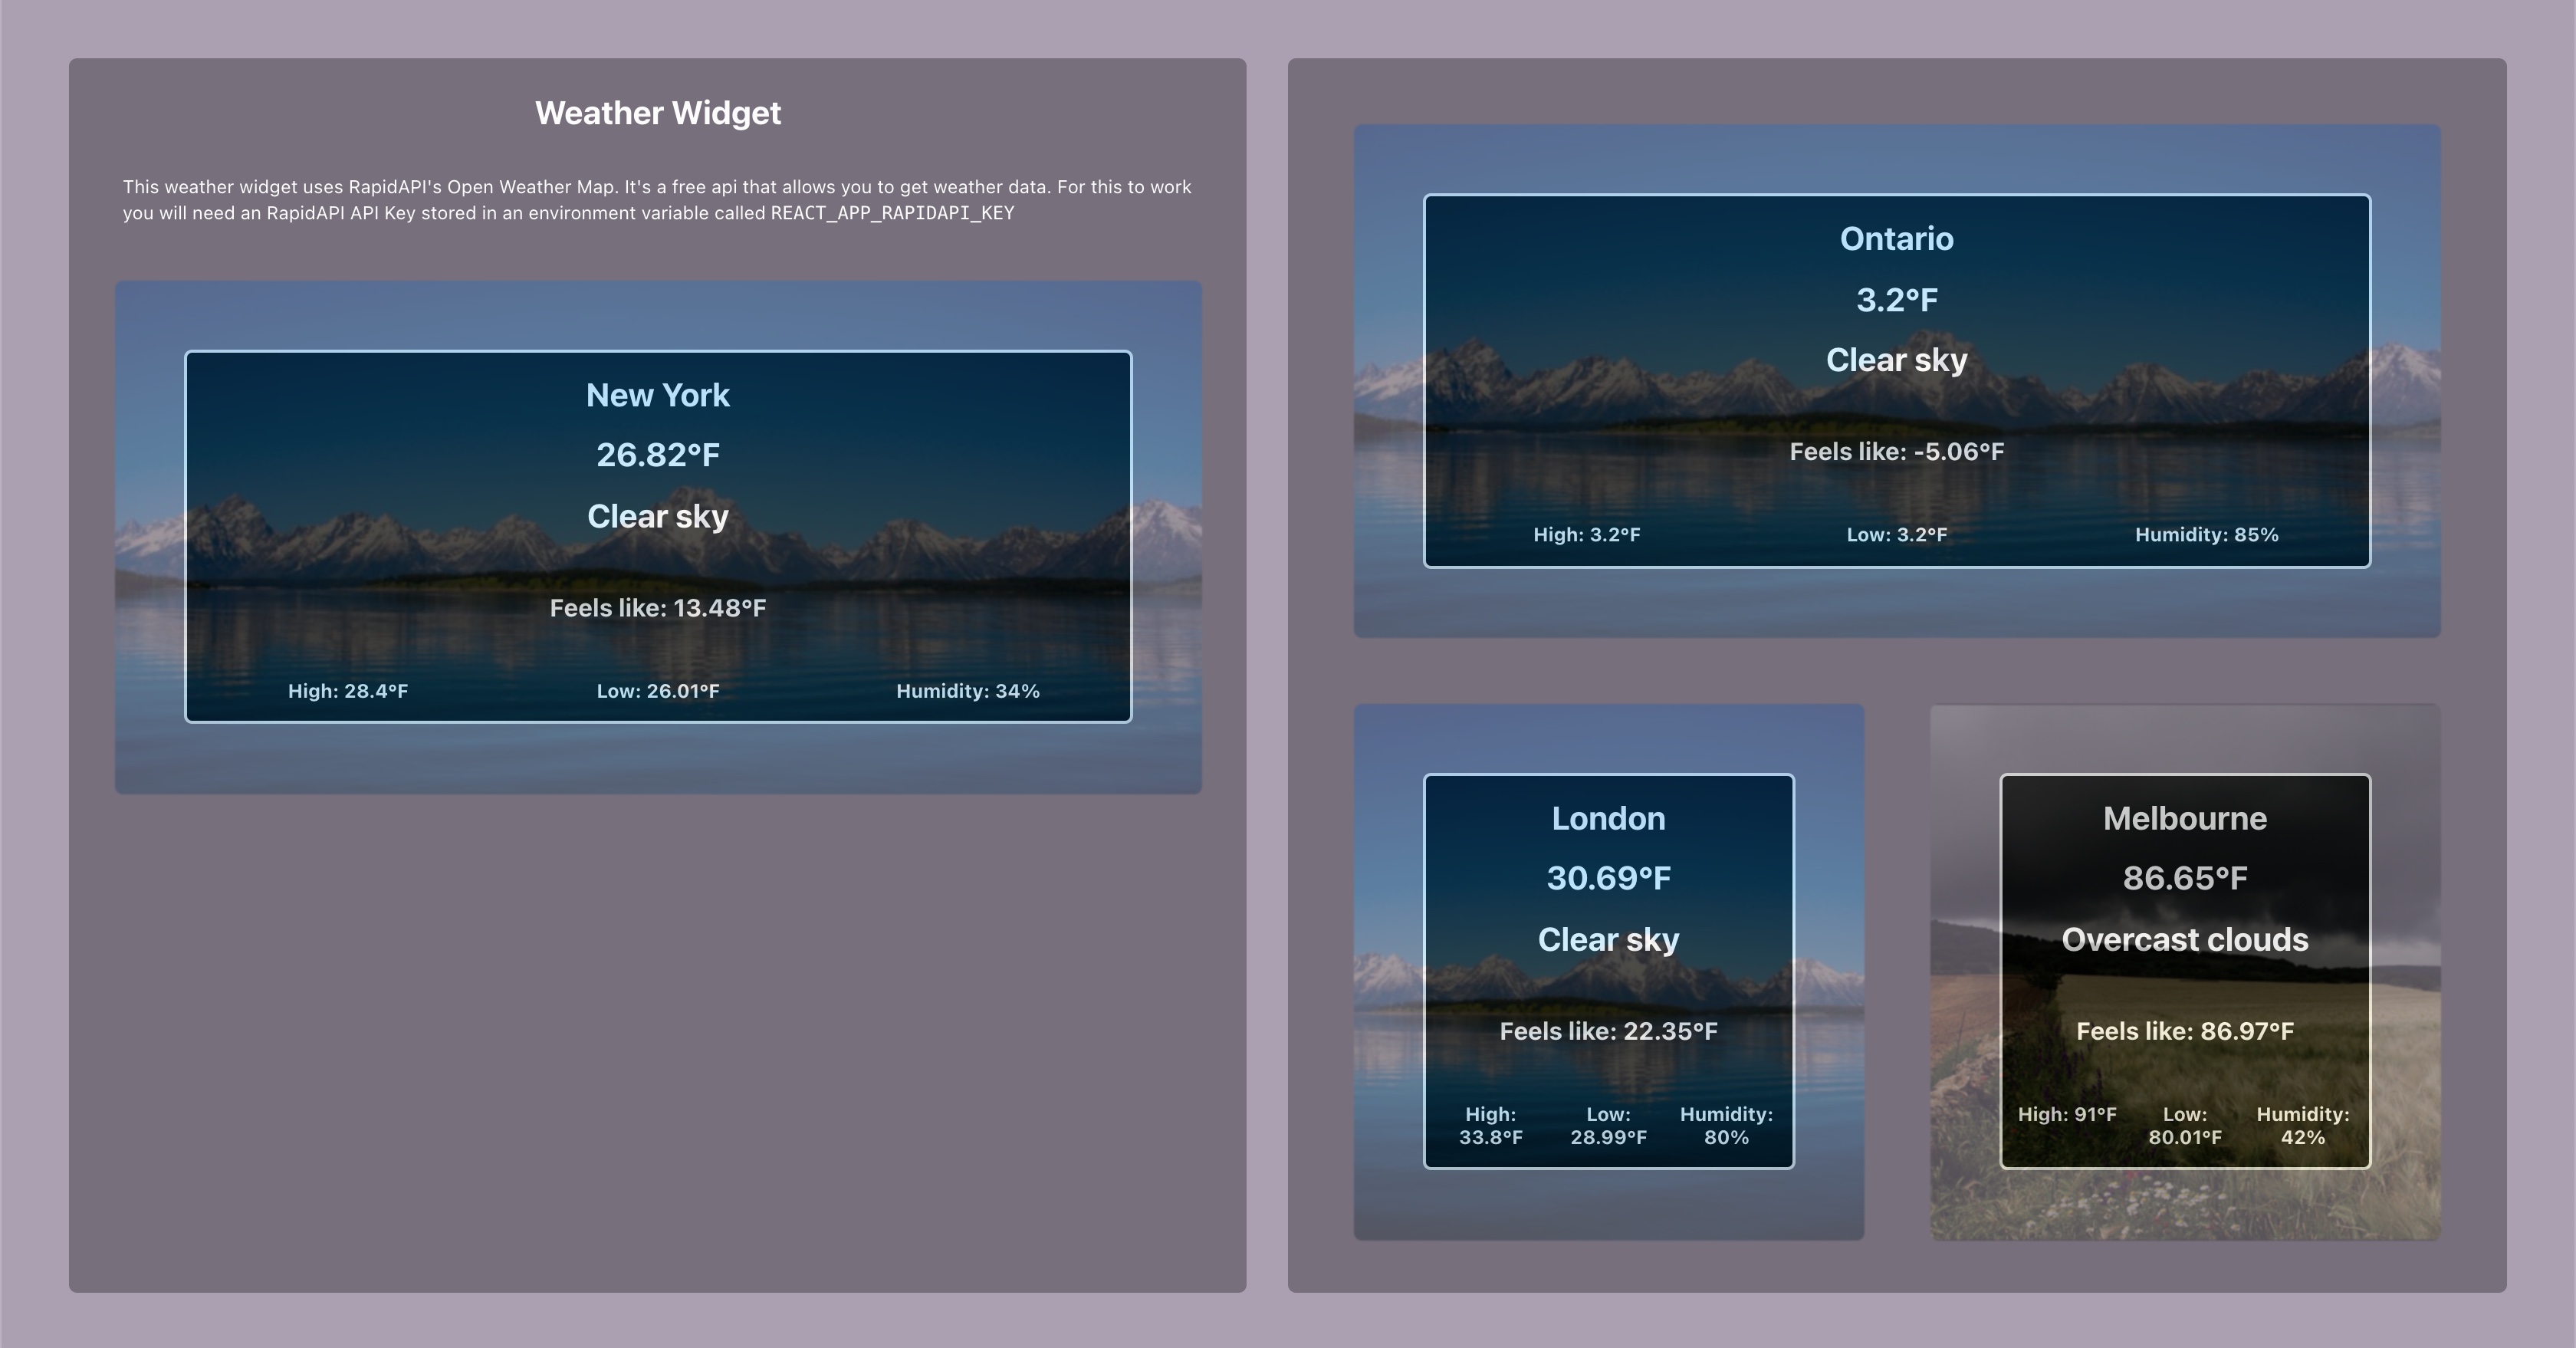 Weather Widget
This weather widget uses RapidAPI's Open Weather Map. It's a free api that allows you to get weather data. For this to work
you will need an RapidAPI API Key stored in an environment variable called REACT_APP_RAPIDAPI_KEY
New York
26.82°F
Clear sky
Feels like: 13.48°F
High: 28.4°F Low: 26.01°F Humidity: 34%
Ontario
3.2°F
Clear sky
Feels like: -5.06°F
High: 3.2°F Low: 3.2°F Humidity: 85%
London
30.69°F
Clear sky
Feels like: 22.35°F
High: Low: Humidity:
33.8°F 28.99°F 80%
Melbourne
86.65°F
Overcast clouds
Feels like: 86.97°F
High: 91°F Low: Humidity:
80.01°F 42%